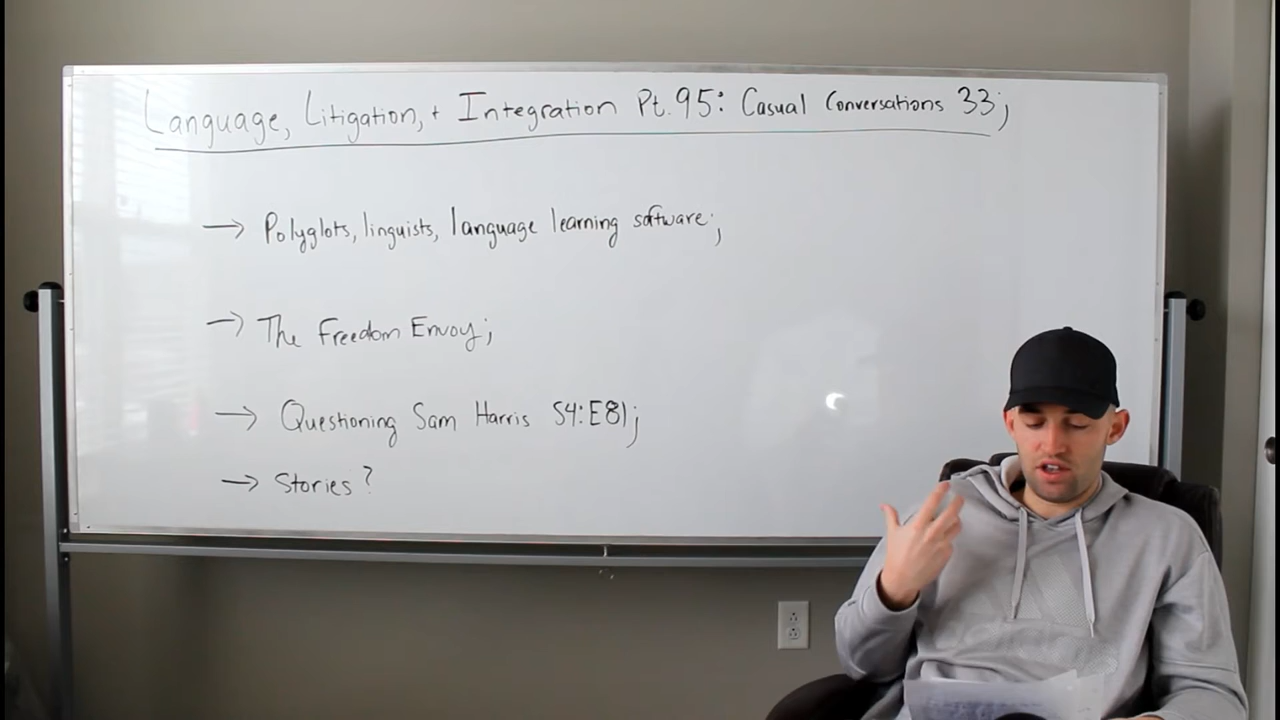 Language, Litigation, + Integration Pt. 95: Casual Conversations 33;
→ Polyglots, linguists, language learning software;
→ The Freedom Envoy;
→ Questioning Sam Harris S4:E81;
→ Stories?